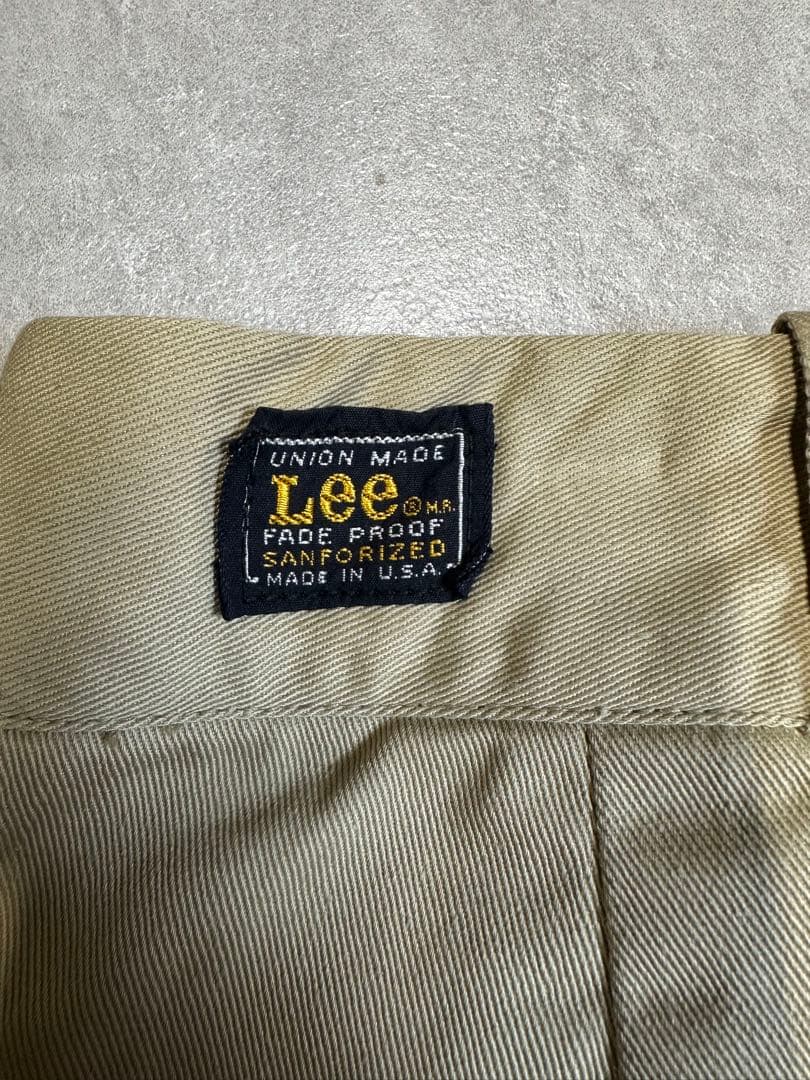 UNION MADE
Lee® M.R.
FADE PROOF
SANFORIZED
MADE IN U.S.A.